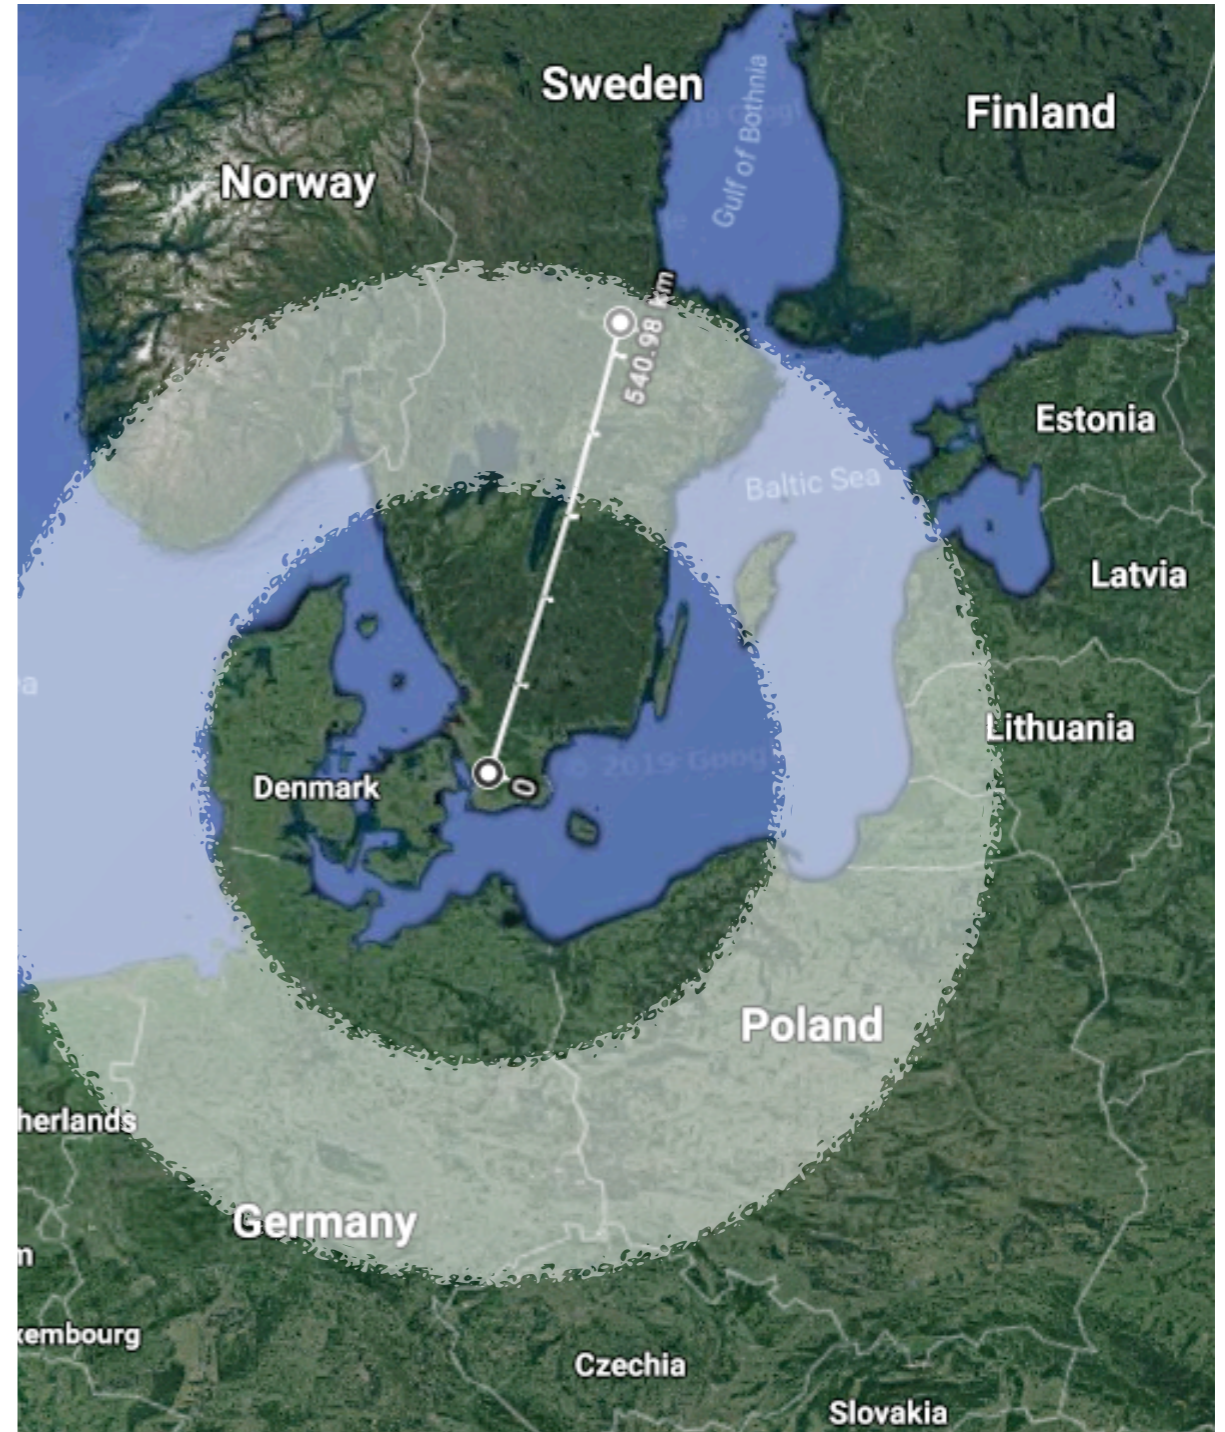 Sweden
Finland
Gulf of Bothnia
Norway
540.98 km
Estonia
Baltic Sea
Latvia
Lithuania
Denmark
0
© 2019 Google
Poland
herlands
Germany
xembourg
Czechia
Slovakia